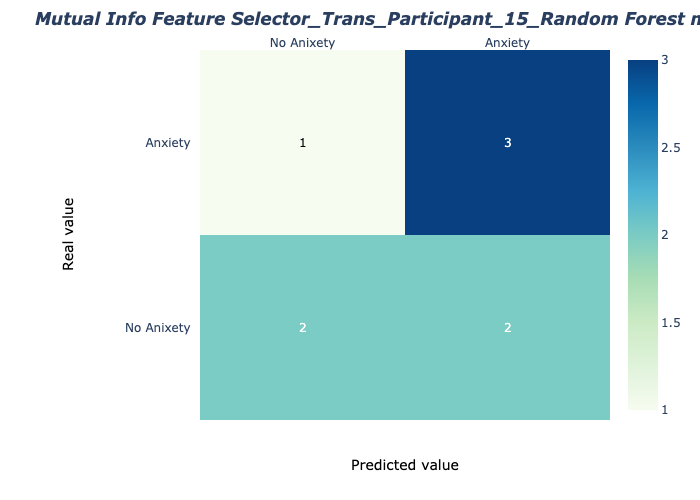 Mutual Info Feature Selector_Trans_Participant_15_Random Forest
No Anixety Anxiety
3
Anxiety 1 3
2.5
Real value
2
No Anixety 2 2
1.5
1
Predicted value